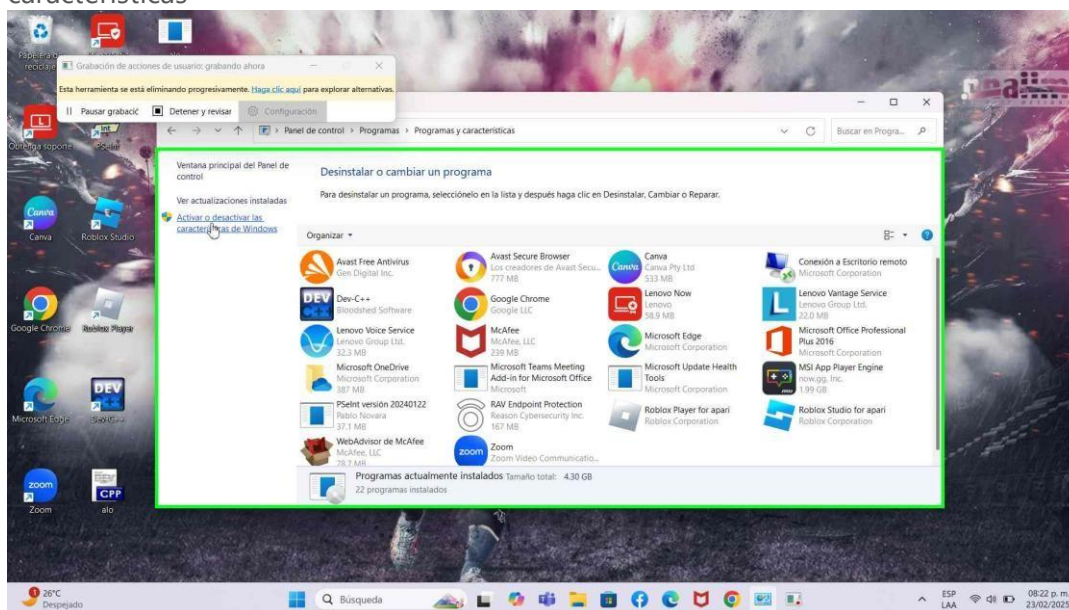 características
Papelera de
reciclaje
alo
Grabación de acciones de usuario: grabando ahora
Esta herramienta se está eliminando progresivamente. Haga clic aquí para explorar alternativas.
Pausar grabació
Detener y revisar
Configuración
Obtenga soporte
PSeInt
Panel de control > Programas > Programas y características
Buscar en Progra...
Ventana principal del Panel de
control
Ver actualizaciones instaladas
Activar o desactivar las
características de Windows
Desinstalar o cambiar un programa
Para desinstalar un programa, selecciónelo en la lista y después haga clic en Desinstalar, Cambiar o Reparar.
Organizar
Avast Free Antivirus
Gen Digital Inc.
Avast Secure Browser
Los creadores de Avast Secu...
777 MB
Canva
Canva Pty Ltd
533 MB
Conexión a Escritorio remoto
Microsoft Corporation
Dev-C++
Bloodshed Software
Google Chrome
Google LLC
Lenovo Now
Lenovo
58.9 MB
Lenovo Vantage Service
Lenovo Group Ltd.
22.0 MB
Lenovo Voice Service
Lenovo Group Ltd.
32.3 MB
McAfee
McAfee, LLC
239 MB
Microsoft Edge
Microsoft Corporation
Microsoft Office Professional
Plus 2016
Microsoft Corporation
Microsoft OneDrive
Microsoft Corporation
387 MB
Microsoft Teams Meeting
Add-in for Microsoft Office
Microsoft
Microsoft Update Health
Tools
Microsoft Corporation
MSI App Player Engine
now.gg, Inc.
1.99 GB
PSeInt versión 20240122
Pablo Novara
37.1 MB
RAV Endpoint Protection
Reason Cybersecurity Inc.
167 MB
Roblox Player for apari
Roblox Corporation
Roblox Studio for apari
Roblox Corporation
WebAdvisor de McAfee
McAfee, LLC
78.7 MB
Zoom
Zoom Video Communicatio...
Programas actualmente instalados Tamaño total: 4.30 GB
22 programas instalados
Canva
Roblox Studio
Google Chrome
Roblox Player
Microsoft Edge
Dev-C++
Zoom
alo
26°C
Despejado
Búsqueda
ESP
LAA
08:22 p. m.
23/02/2025